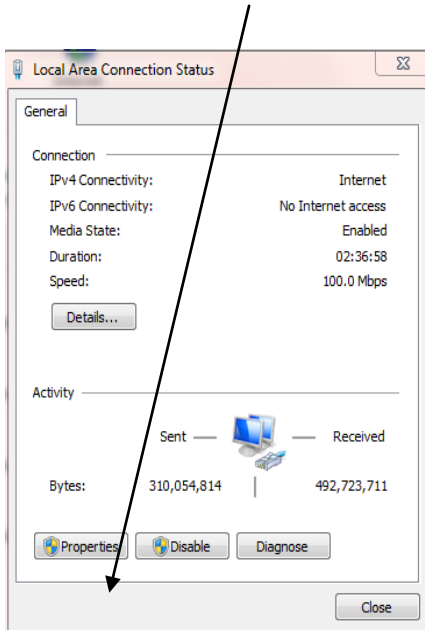 Local Area Connection Status
General
Connection
IPv4 Connectivity: Internet
IPv6 Connectivity: No Internet access
Media State: Enabled
Duration: 02:36:58
Speed: 100.0 Mbps
Details...
Activity
Sent — — Received
Bytes: 310,054,814 | 492,723,711
Properties Disable Diagnose
Close